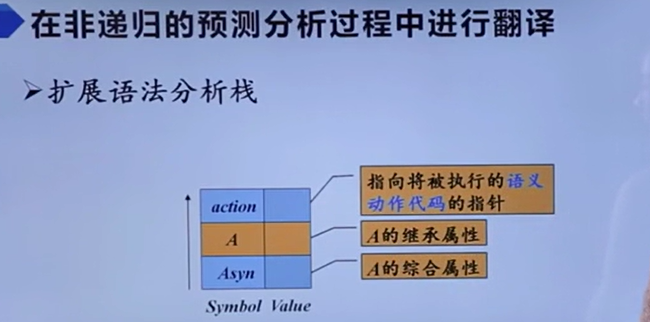 在非递归的预测分析过程中进行翻译
➢扩展语法分析栈
指向将被执行的语义
动作代码的指针
action
A
A的继承属性
Asyn
A的综合属性
Symbol Value